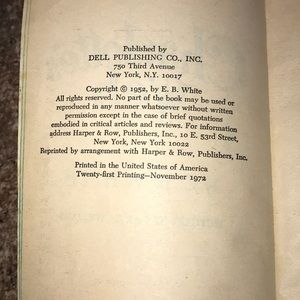 Published by
DELL PUBLISHING CO., INC.
750 Third Avenue
New York, N.Y. 10017
Copyright © 1952, by E. B. White
All rights reserved. No part of the book may be used or
reproduced in any manner whatsoever without written
permission except in the case of brief quotations
embodied in critical articles and reviews. For information
address Harper & Row, Publishers, Inc., 10 E. 53rd Street,
New York, New York 10022
Reprinted by arrangement with Harper & Row, Publishers, Inc.
Printed in the United States of America
Twenty-first Printing—November 1972